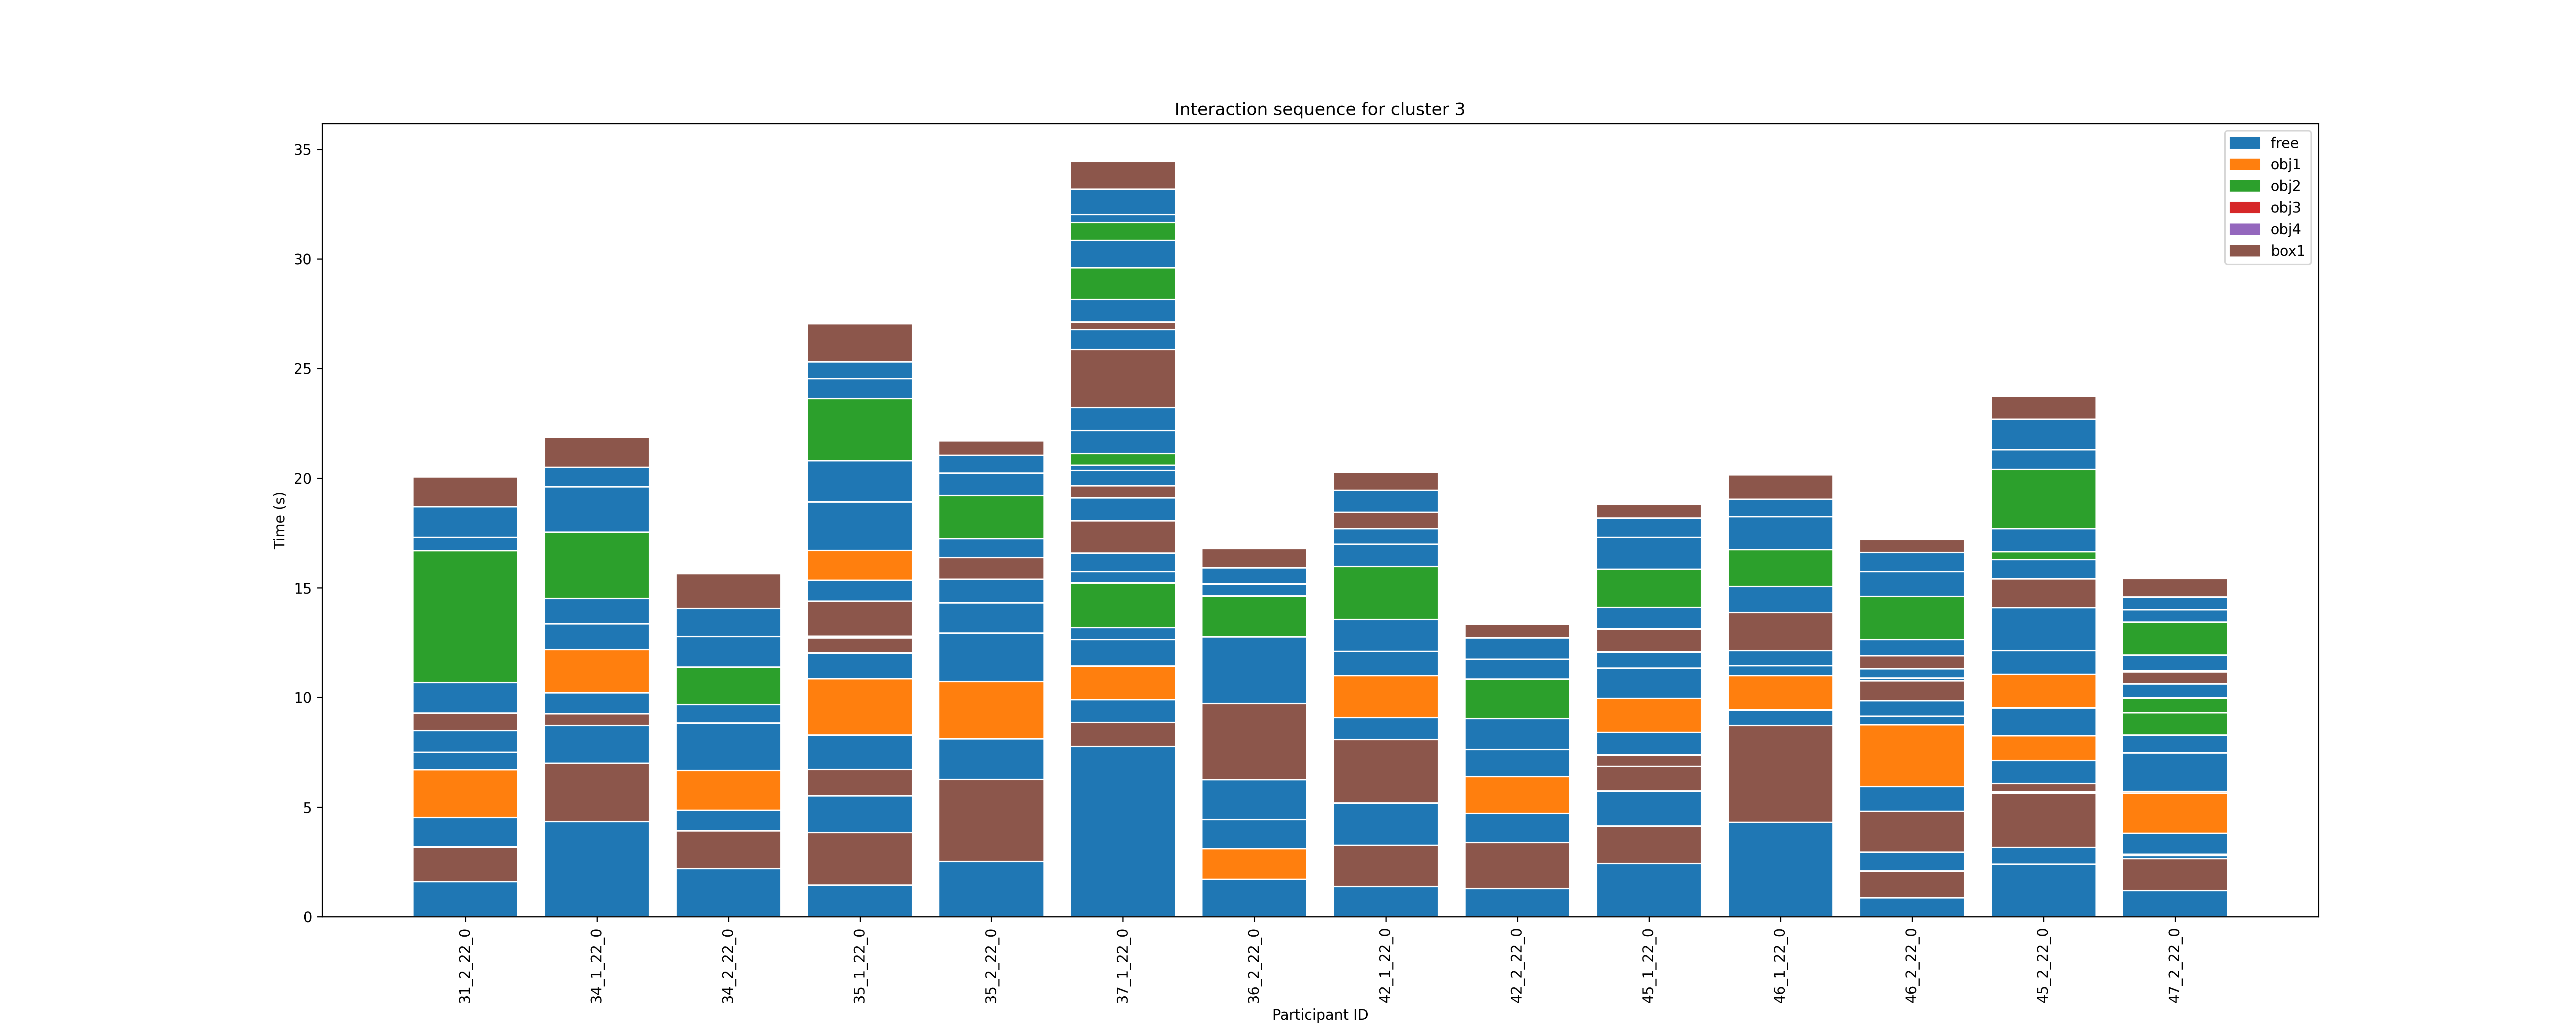 Interaction sequence for cluster 3
free
obj1
obj2
obj3
obj4
box1
35
30
25
20
15
10
5
0
Time (s)
31_2_22_0
34_1_22_0
34_2_22_0
35_1_22_0
35_2_22_0
37_1_22_0
36_2_22_0
42_1_22_0
42_2_22_0
45_1_22_0
46_1_22_0
46_2_22_0
45_2_22_0
47_2_22_0
Participant ID